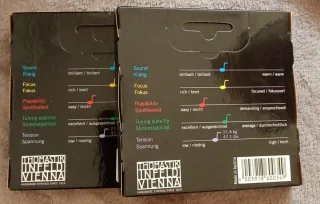 Sound
Klang
brilliant / brillant
Focus
Fokus
rich / breit
Playability
Spielbarkeit
easy / leicht
Tuning stability
Stimmstabilität
excellent / ausgezeichnet
Tension
Spannung
low / niedrig
THOMASTIK
INFELD
VIENNA
Sound
Klang
brilliant / brillant
warm / warm
Focus
Fokus
rich / breit
focused / fokussiert
Playability
Spielbarkeit
easy / leicht
demanding / anspruchsvoll
Tuning stability
Stimmstabilität
excellent / ausgezeichnet
average / durchschnittlich
Tension
Spannung
low / niedrig
high / hoch
THOMASTIK
INFELD
VIENNA
Made in Austria